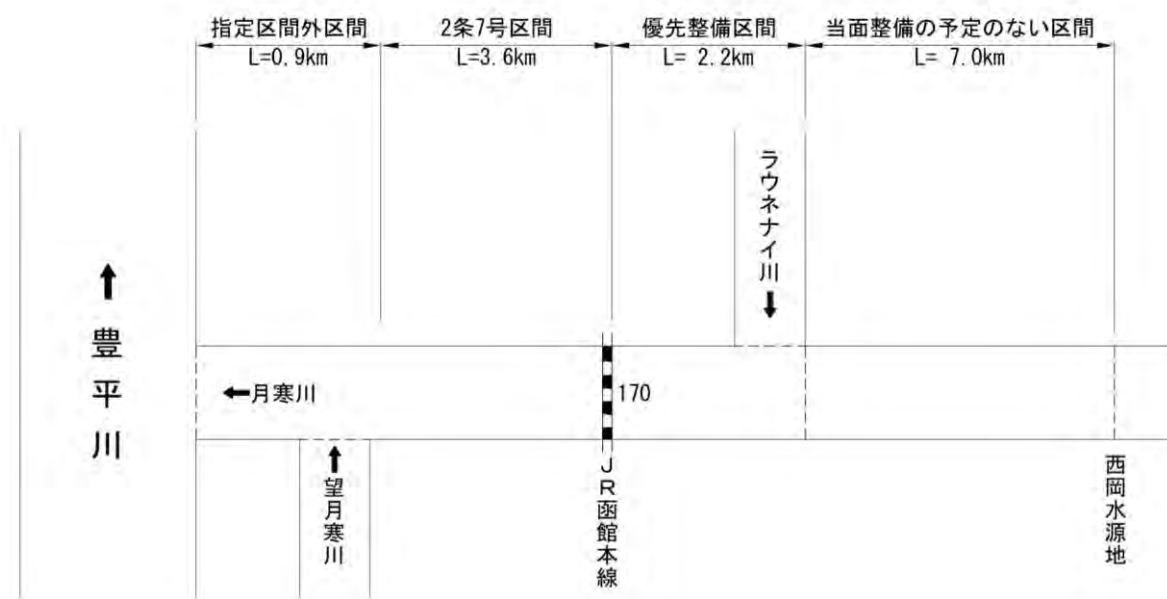 指定区間外区間
L=0.9km
2条7号区間
L=3.6km
優先整備区間
L= 2.2km
当面整備の予定のない区間
L= 7.0km
ラウネナイ川
豊平川
月寒川
170
望月寒川
JR函館本線
西岡水源地